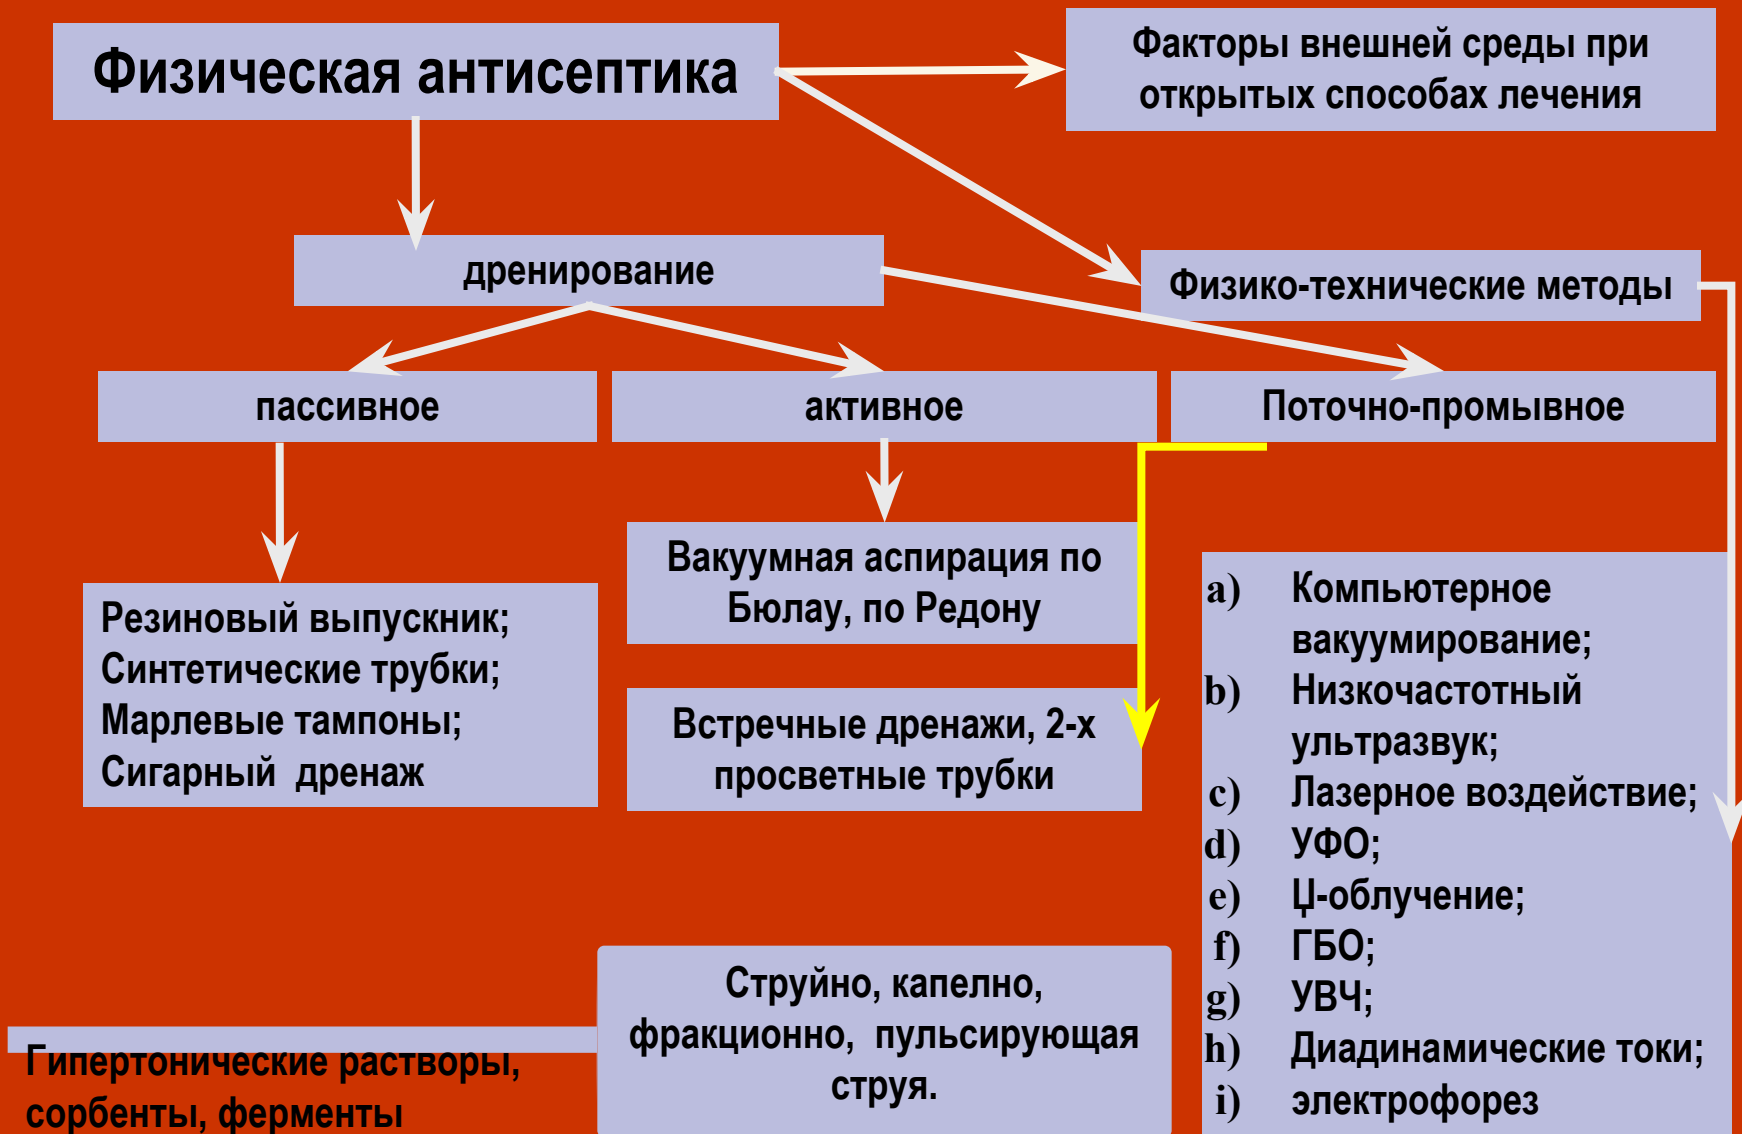 Физическая антисептика
Факторы внешней среды при
открытых способах лечения
дренирование
Физико-технические методы
пассивное
активное
Поточно-промывное
Резиновый выпускник;
Синтетические трубки;
Марлевые тампоны;
Сигарный дренаж
Вакуумная аспирация по
Бюлау, по Редону
Встречные дренажи, 2-х
просветные трубки
a) Компьютерное
вакуумирование;
b) Низкочастотный
ультразвук;
c) Лазерное воздействие;
d) УФО;
e) Џ-облучение;
f) ГБО;
g) УВЧ;
h) Диадинамические токи;
i) электрофорез
Струйно, капелно,
фракционно, пульсирующая
струя.
Гипертонические растворы,
сорбенты, ферменты